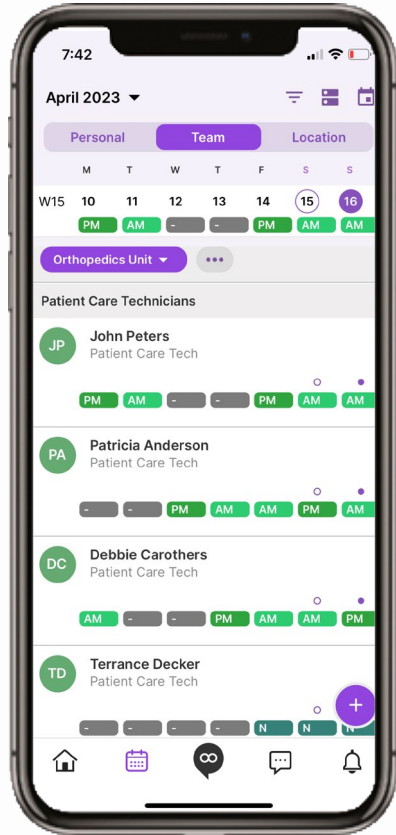 7:42
April 2023
Personal Team Location
M T W T F S S
W15 10 11 12 13 14 15 16
PM AM - - PM AM AM
Orthopedics Unit •••
Patient Care Technicians
JP John Peters
Patient Care Tech
PM AM - - PM AM AM
PA Patricia Anderson
Patient Care Tech
- - PM AM AM PM AM
DC Debbie Carothers
Patient Care Tech
AM - - PM AM AM PM
TD Terrance Decker
Patient Care Tech
+
- - - - N N N